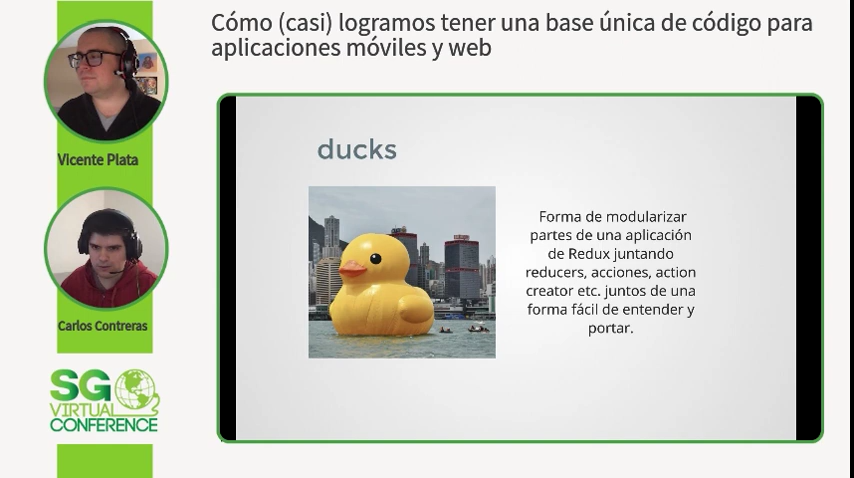 Cómo (casi) logramos tener una base única de código para
aplicaciones móviles y web
Vicente Plata
Carlos Contreras
SG
VIRTUAL
CONFERENCE
ducks
Forma de modularizar
partes de una aplicación
de Redux juntando
reducers, acciones, action
creator etc. juntos de una
forma fácil de entender y
portar.